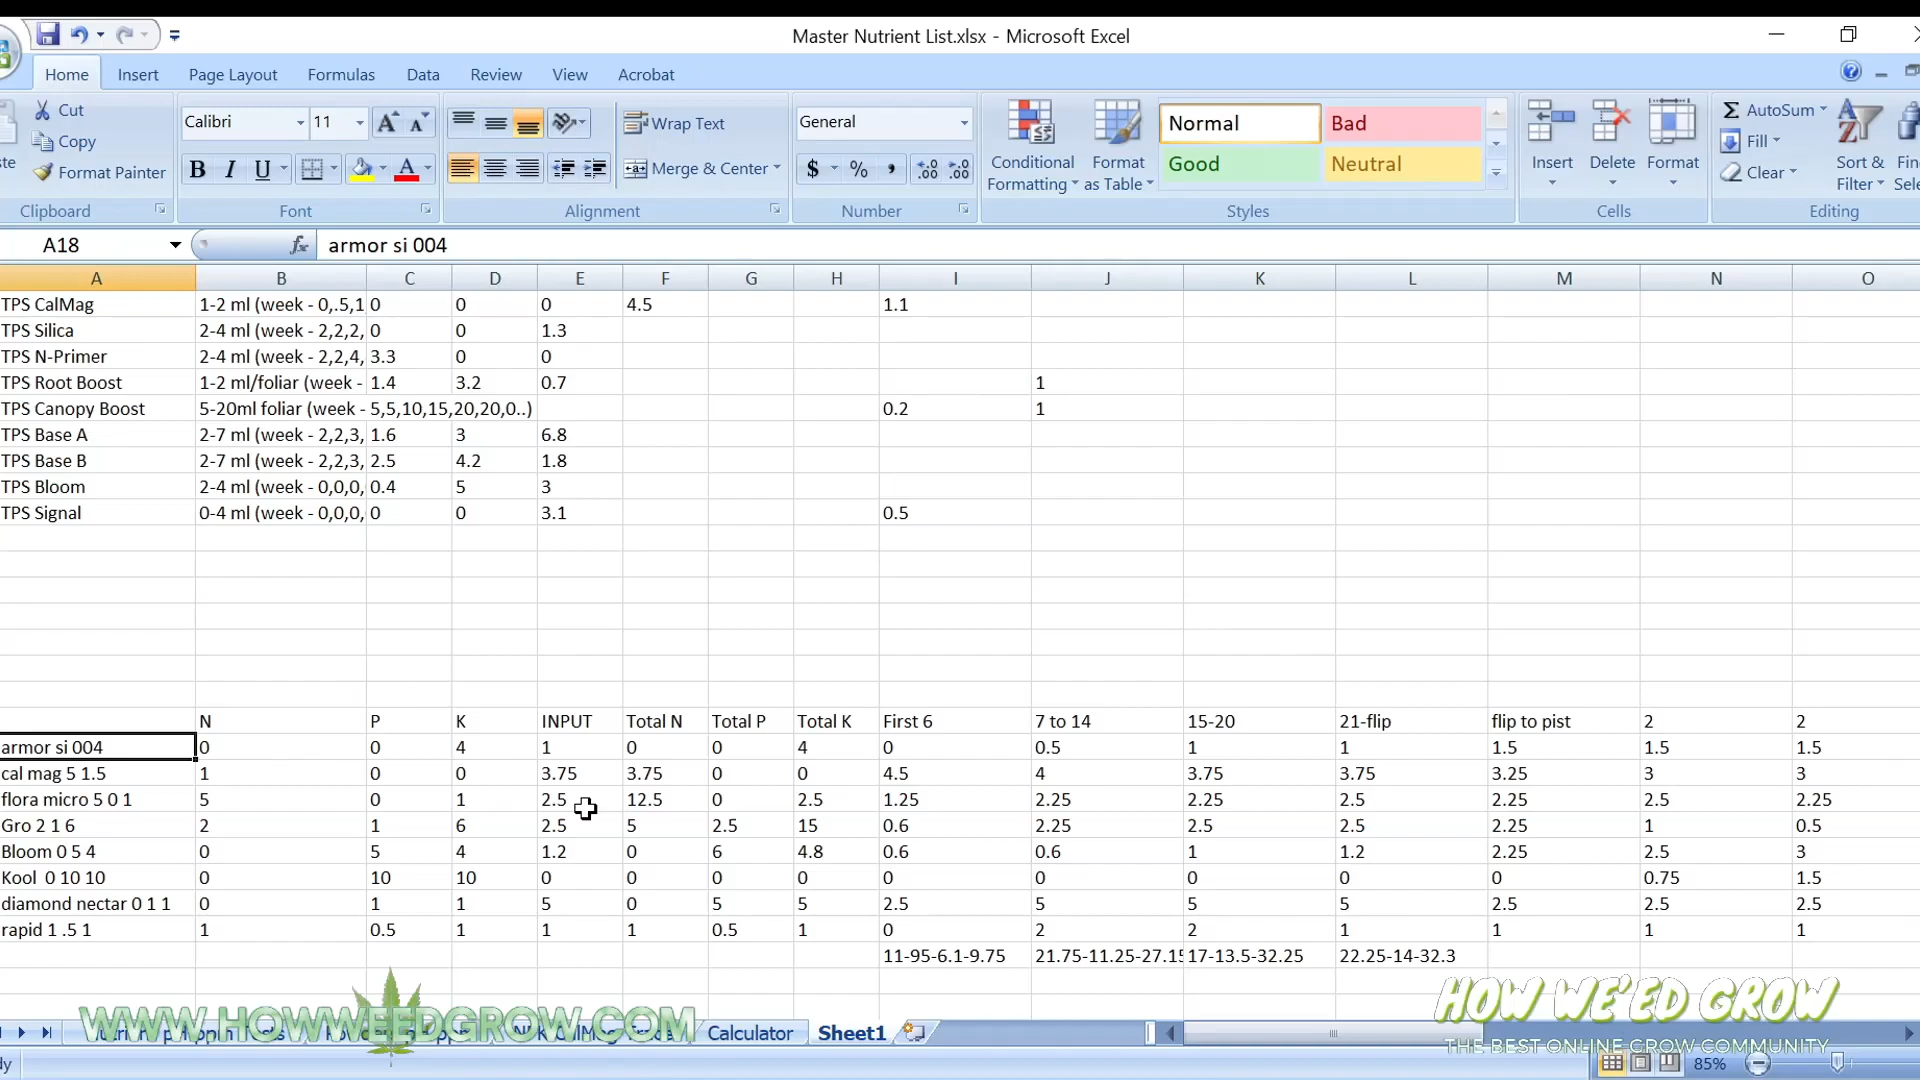 Master Nutrient List.xlsx - Microsoft Excel
Home Insert Page Layout Formulas Data Review View Acrobat
Cut
Copy
Format Painter
Clipboard
Calibri 11
B I U A
Font
Wrap Text
Merge & Center
Alignment
General
$ % , .00 .00
Number
Conditional Formatting
Format as Table
Normal Bad
Good Neutral
Styles
Insert Delete Format
Cells
Σ AutoSum
Fill
Clear
Sort & Filter
Editing
A18 fx armor si 004
A B C D E F G H I J K L M N O
TPS CalMag 1-2 ml (week - 0,.5,1 0 0 0 4.5 1.1
TPS Silica 2-4 ml (week - 2,2,2, 0 0 1.3
TPS N-Primer 2-4 ml (week - 2,2,4, 3.3 0 0
TPS Root Boost 1-2 ml/foliar (week - 1.4 3.2 0.7 1
TPS Canopy Boost 5-20ml foliar (week - 5,5,10,15,20,20,0..) 0.2 1
TPS Base A 2-7 ml (week - 2,2,3, 1.6 3 6.8
TPS Base B 2-7 ml (week - 2,2,3, 2.5 4.2 1.8
TPS Bloom 2-4 ml (week - 0,0,0, 0.4 5 3
TPS Signal 0-4 ml (week - 0,0,0, 0 0 3.1 0.5
N P K INPUT Total N Total P Total K First 6 7 to 14 15-20 21-flip flip to pist 2 2
armor si 004 0 0 4 1 0 0 4 0 0.5 1 1 1.5 1.5 1.5
cal mag 5 1.5 1 0 0 3.75 3.75 0 0 4.5 4 3.75 3.75 3.25 3 3
flora micro 5 0 1 5 0 1 2.5 12.5 0 2.5 1.25 2.25 2.25 2.5 2.25 2.5 2.25
Gro 2 1 6 2 1 6 2.5 5 2.5 15 0.6 2.25 2.5 2.5 2.25 1 0.5
Bloom 0 5 4 0 5 4 1.2 0 6 4.8 0.6 0.6 1 1.2 2.25 2.5 3
Kool 0 10 10 0 10 10 0 0 0 0 0 0 0 0 0 0.75 1.5
diamond nectar 0 1 1 0 1 1 5 0 5 5 2.5 5 5 5 2.5 2.5 2.5
rapid 1 .5 1 1 0.5 1 1 1 0.5 1 0 2 2 1 1 1 1
11-95-6.1-9.75 21.75-11.25-27.15 17-13.5-32.25 22.25-14-32.3
WWW.HOWWEEDGROW.COM
Calculator Sheet1
HOW WE'ED GROW
THE BEST ONLINE GROW COMMUNITY
85%